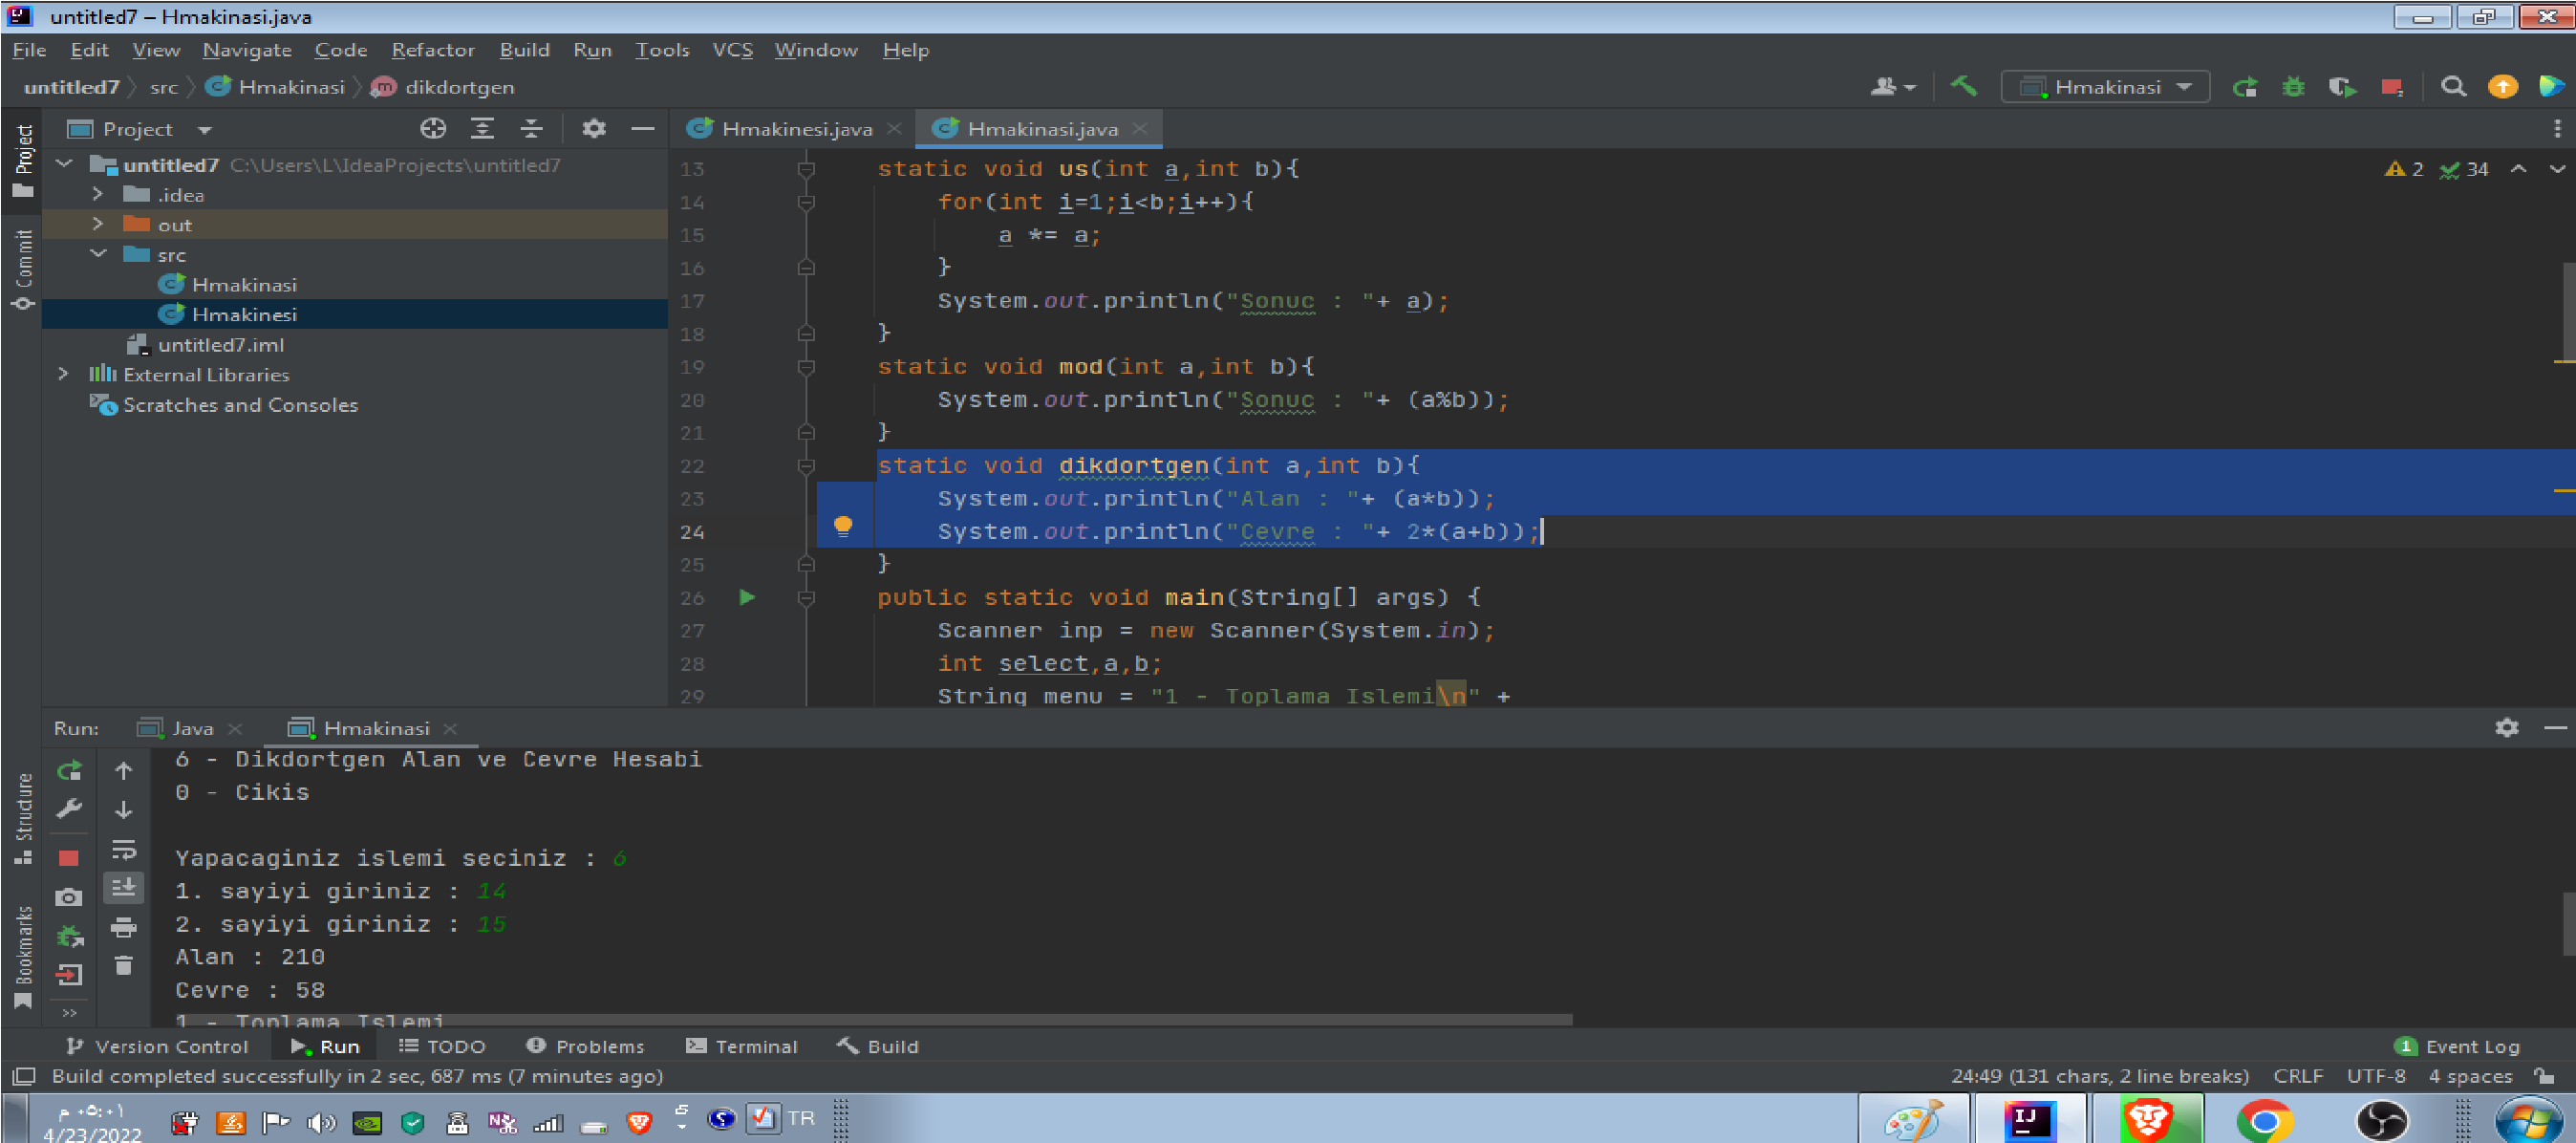 untitled7 – Hmakinasi.java
File Edit View Navigate Code Refactor Build Run Tools VCS Window Help
untitled7 src Hmakinasi dikdortgen
Hmakinasi
Project
Hmakinesi.java Hmakinasi.java
Project
Commit
Structure
Bookmarks
untitled7 C:\Users\L\IdeaProjects\untitled7
.idea
out
src
Hmakinasi
Hmakinesi
untitled7.iml
External Libraries
Scratches and Consoles
2 34
13 static void us(int a,int b){
14 for(int i=1;i<b;i++){
15 a *= a;
16 }
17 System.out.println("Sonuc : "+ a);
18 }
19 static void mod(int a,int b){
20 System.out.println("Sonuc : "+ (a%b));
21 }
22 static void dikdortgen(int a,int b){
23 System.out.println("Alan : "+ (a*b));
24 System.out.println("Cevre : "+ 2*(a+b));
25 }
26 public static void main(String[] args) {
27 Scanner inp = new Scanner(System.in);
28 int select,a,b;
29 String menu = "1 - Toplama Islemi\n" +
Run: Java Hmakinasi
6 - Dikdortgen Alan ve Cevre Hesabi
0 - Cikis
Yapacaginiz islemi seciniz : 6
1. sayiyi giriniz : 14
2. sayiyi giriniz : 15
Alan : 210
Cevre : 58
1 - Toplama Islemi
Version Control Run TODO Problems Terminal Build
1 Event Log
Build completed successfully in 2 sec, 687 ms (7 minutes ago)
24:49 (131 chars, 2 line breaks) CRLF UTF-8 4 spaces
٠٥:٠١ م
4/23/2022
TR
IJ